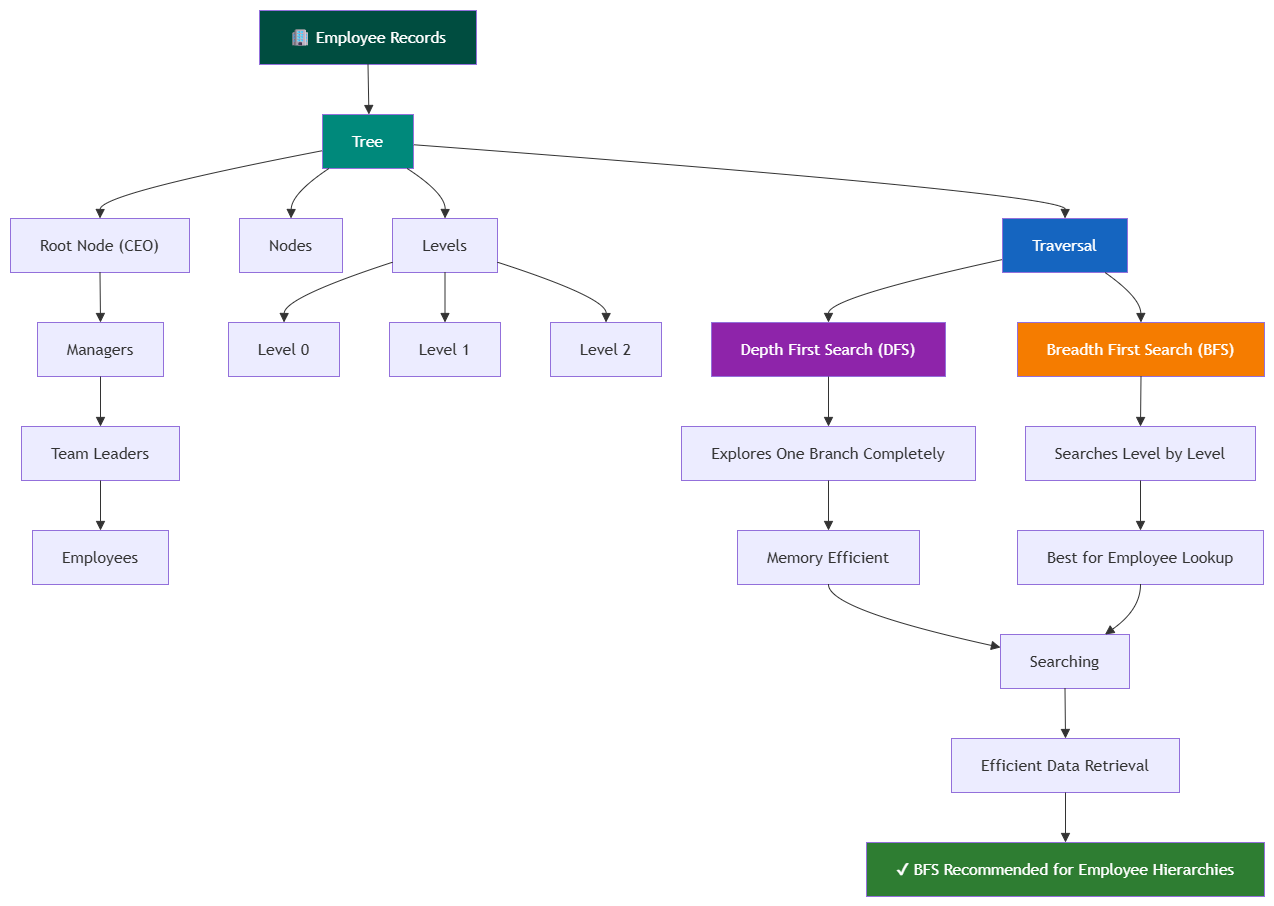 🏢 Employee Records
Tree
Root Node (CEO)
Nodes
Levels
Traversal
Managers
Level 0
Level 1
Level 2
Depth First Search (DFS)
Breadth First Search (BFS)
Team Leaders
Explores One Branch Completely
Searches Level by Level
Employees
Memory Efficient
Best for Employee Lookup
Searching
Efficient Data Retrieval
✓ BFS Recommended for Employee Hierarchies